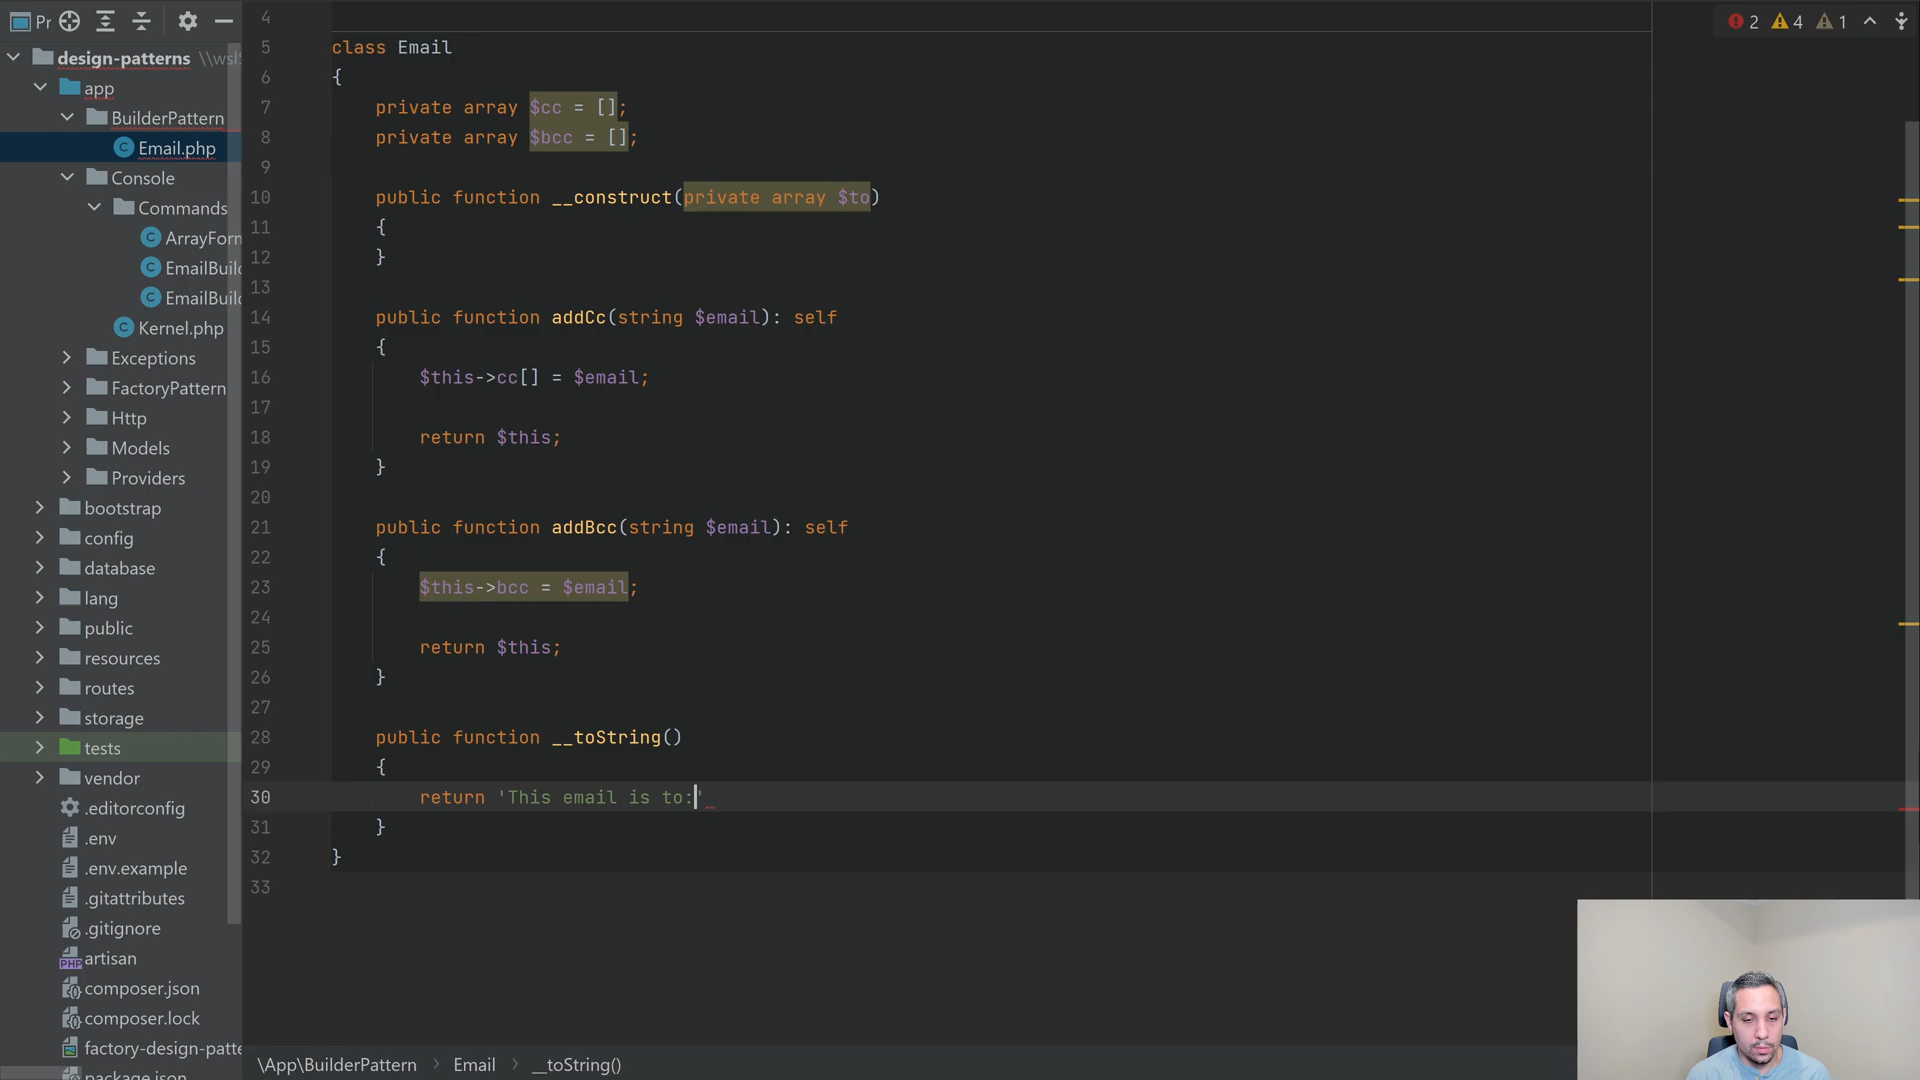 Pr
design-patterns \\wsl$
app
BuilderPattern
Email.php
Console
Commands
ArrayForm
EmailBuild
EmailBuild
Kernel.php
Exceptions
FactoryPattern
Http
Models
Providers
bootstrap
config
database
lang
public
resources
routes
storage
tests
vendor
.editorconfig
.env
.env.example
.gitattributes
.gitignore
artisan
composer.json
composer.lock
factory-design-patte
package.json
2 4 1
4
5 class Email
6 {
7 private array $cc = [];
8 private array $bcc = [];
9
10 public function __construct(private array $to)
11 {
12 }
13
14 public function addCc(string $email): self
15 {
16 $this->cc[] = $email;
17
18 return $this;
19 }
20
21 public function addBcc(string $email): self
22 {
23 $this->bcc = $email;
24
25 return $this;
26 }
27
28 public function __toString()
29 {
30 return 'This email is to:'
31 }
32 }
33
\App\BuilderPattern > Email > __toString()